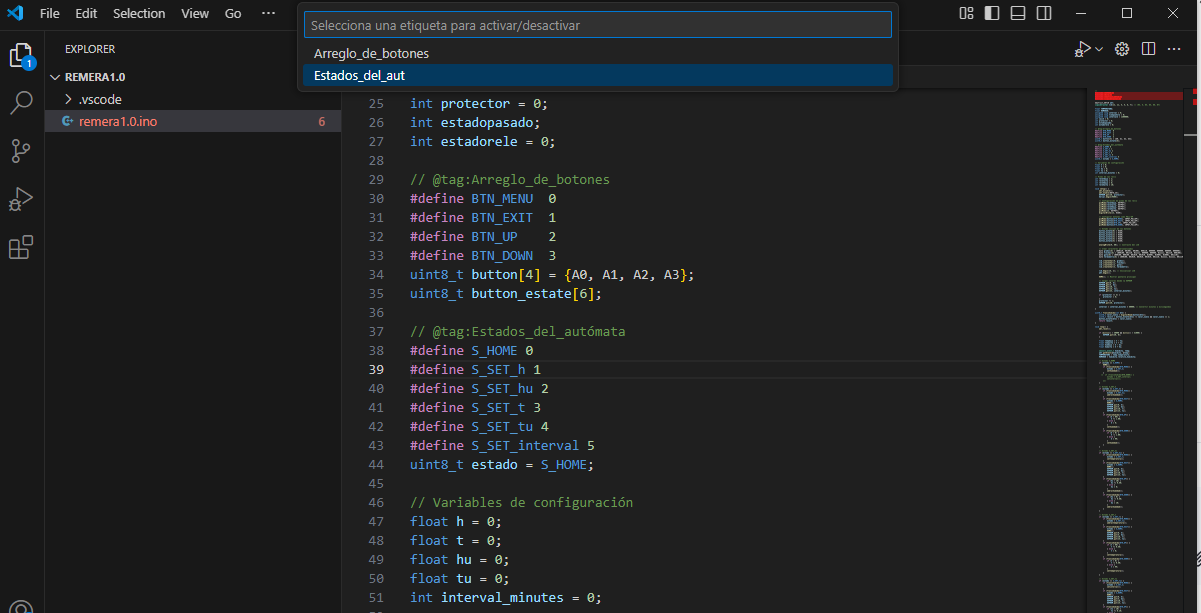 File Edit Selection View Go ···
Selecciona una etiqueta para activar/desactivar
Arreglo_de_botones
Estados_del_aut
EXPLORER
REMERA1.0
.vscode
remera1.0.ino 6
1
25 int protector = 0;
26 int estadopasado;
27 int estadorele = 0;
28
29 // @tag:Arreglo_de_botones
30 #define BTN_MENU 0
31 #define BTN_EXIT 1
32 #define BTN_UP 2
33 #define BTN_DOWN 3
34 uint8_t button[4] = {A0, A1, A2, A3};
35 uint8_t button_estate[6];
36
37 // @tag:Estados_del_autómata
38 #define S_HOME 0
39 #define S_SET_h 1
40 #define S_SET_hu 2
41 #define S_SET_t 3
42 #define S_SET_tu 4
43 #define S_SET_interval 5
44 uint8_t estado = S_HOME;
45
46 // Variables de configuración
47 float h = 0;
48 float t = 0;
49 float hu = 0;
50 float tu = 0;
51 int interval_minutes = 0;